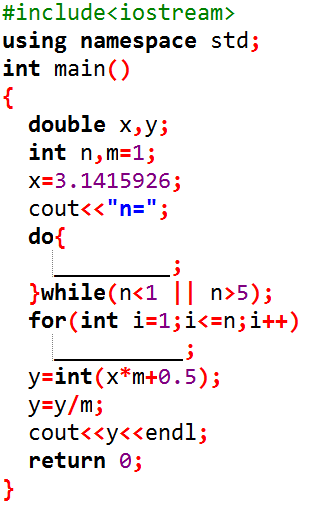 #include<iostream>
using namespace std;
int main()
{
  double x,y;
  int n,m=1;
  x=3.1415926;
  cout<<"n=";
  do{
    _________;
  }while(n<1 || n>5);
  for(int i=1;i<=n;i++)
    __________;
  y=int(x*m+0.5);
  y=y/m;
  cout<<y<<endl;
  return 0;
}